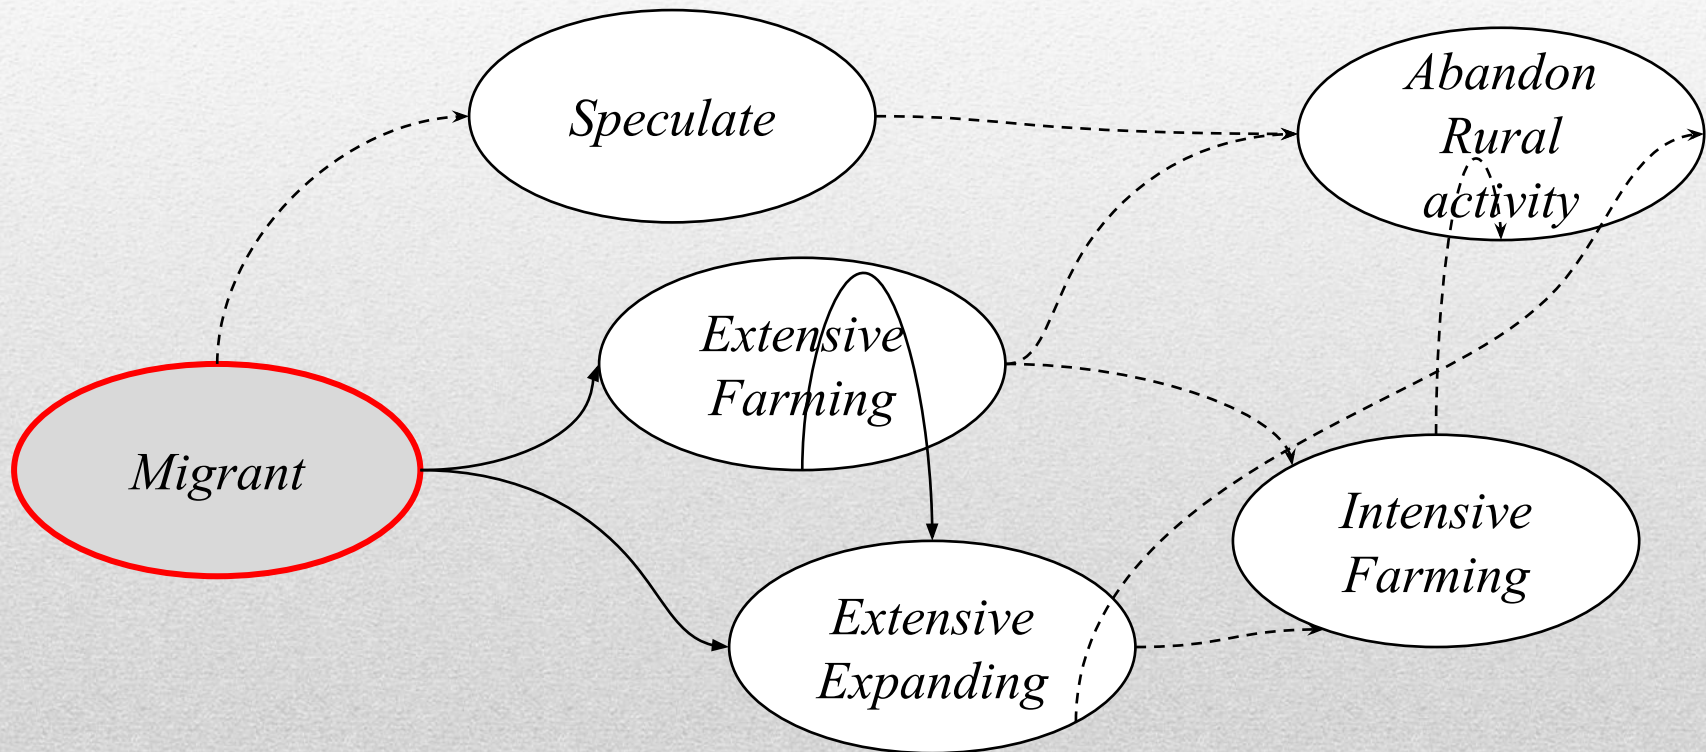 Speculate
Abandon
Rural
activity
Extensive
Farming
Migrant
Intensive
Farming
Extensive
Expanding